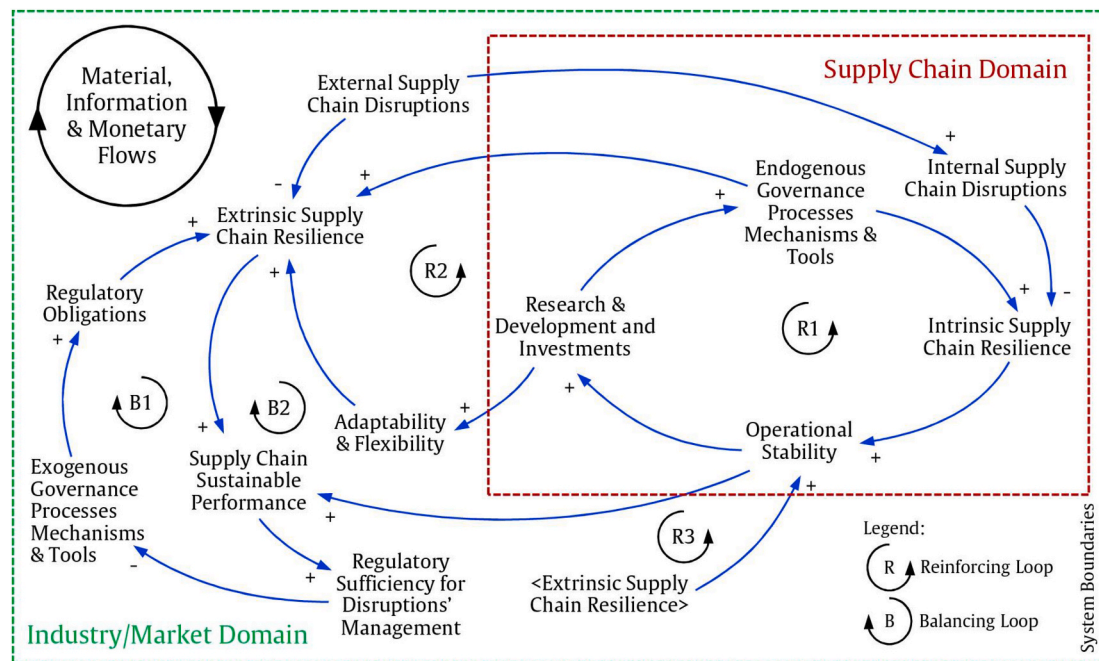 Material,
Information
& Monetary
Flows
External Supply
Chain Disruptions
Supply Chain Domain
+
Internal Supply
Chain Disruptions
-
+
Extrinsic Supply
Chain Resilience
+
+
Endogenous
Governance
Processes
Mechanisms &
Tools
+
R2
Regulatory
Obligations
+
Research &
Development and
Investments
+
R1
+
-
Intrinsic Supply
Chain Resilience
B1
B2
+
Adaptability
& Flexibility
+
Operational
Stability
+
+
Supply Chain
Sustainable
Performance
+
Exogenous
Governance
Processes
Mechanisms
& Tools
-
+
Regulatory
Sufficiency for
Disruptions'
Management
R3
+
<Extrinsic Supply
Chain Resilience>
Legend:
R
Reinforcing Loop
B
Balancing Loop
System Boundaries
Industry/Market Domain